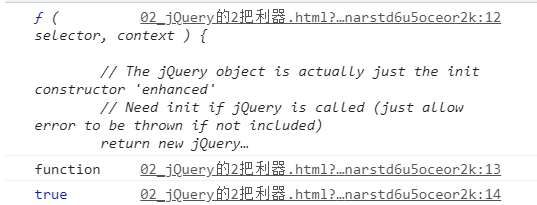 ƒ ( 02_jQuery的2把利器.html?…narstd6u5oceor2k:12
selector, context ) {
// The jQuery object is actually just the init
constructor 'enhanced'
// Need init if jQuery is called (just allow
error to be thrown if not included)
return new jQuery…
function 02_jQuery的2把利器.html?…narstd6u5oceor2k:13
true 02_jQuery的2把利器.html?…narstd6u5oceor2k:14